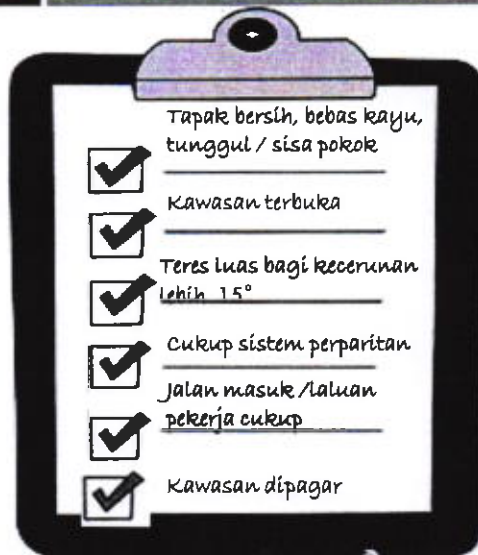 Tapak bersih, bebas kayu,
tunggul / sisa pokok
Kawasan terbuka
Teres luas bagi kecerunan
lebih 15°
Cukup sistem perparitan
Jalan masuk /laluan
pekerja cukup
Kawasan dipagar